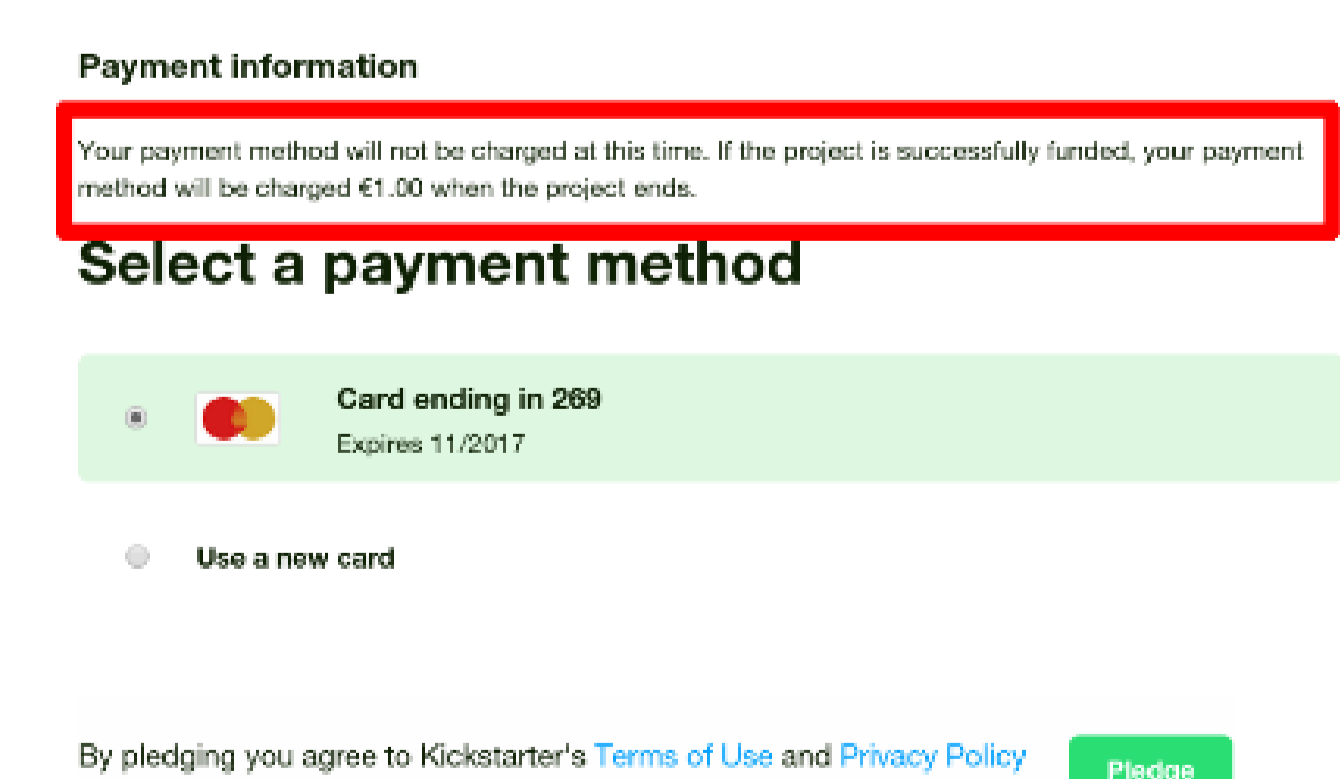 Payment information
Your payment method will not be charged at this time. If the project is successfully funded, your payment
method will be charged €1.00 when the project ends.
Select a payment method
Card ending in 269
Expires 11/2017
Use a new card
By pledging you agree to Kickstarter's Terms of Use and Privacy Policy
Pledge